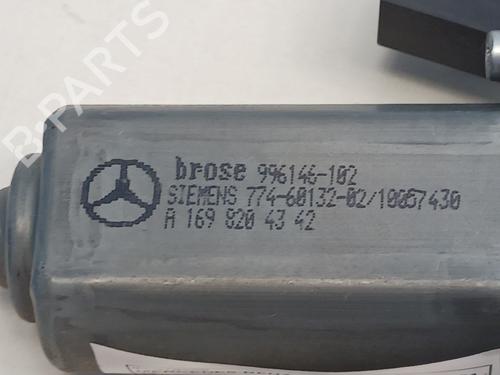 B-PARTS
brose 996146-102
SIEMENS 774-60132-02/10057430
A 169 820 43 42